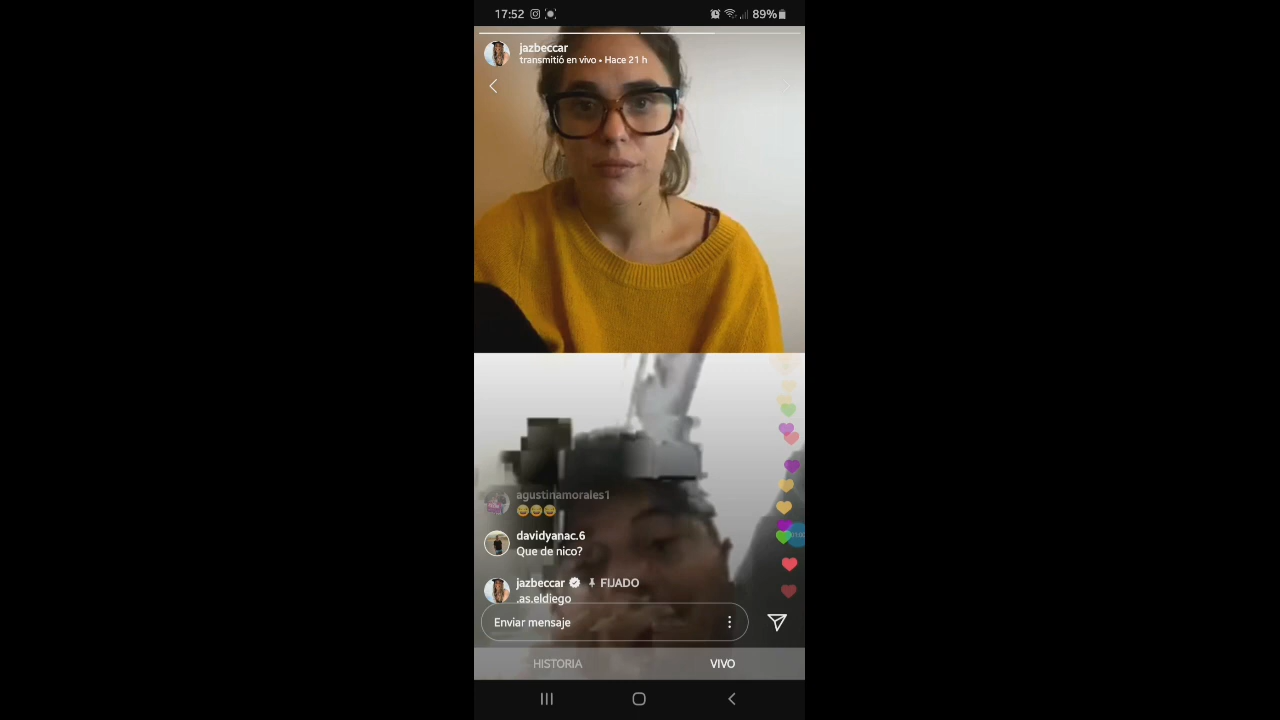 17:52 89%
jazbeccar
transmitió en vivo • Hace 21 h
agustinamorales1
😂😂😂
davidyanac.6
Que de nico?
jazbeccar FIJADO
.as.eldiego
Enviar mensaje
HISTORIA VIVO